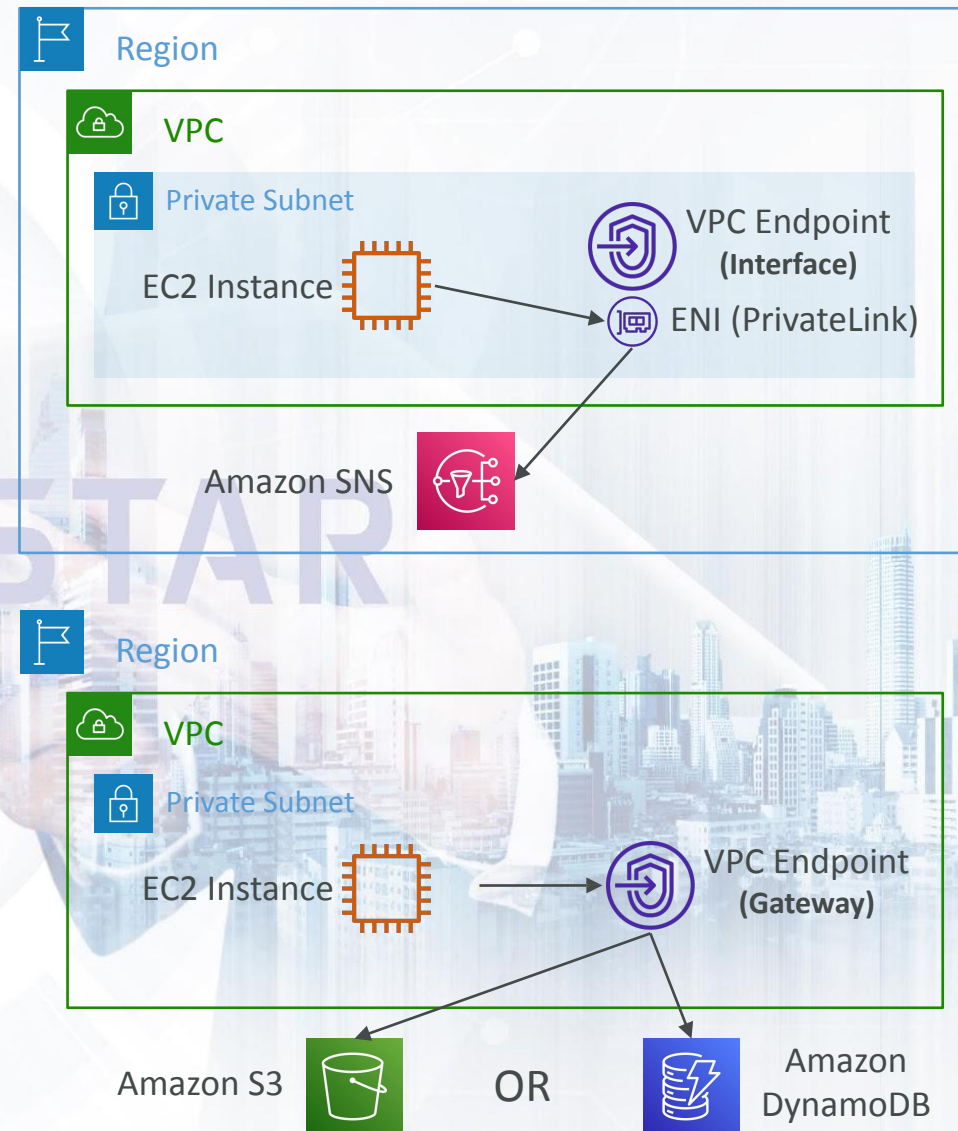 Region
VPC
Private Subnet
VPC Endpoint
(Interface)
EC2 Instance
ENI (PrivateLink)
Amazon SNS
STAR
Region
VPC
Private Subnet
EC2 Instance
VPC Endpoint
(Gateway)
Amazon S3
OR
Amazon
DynamoDB